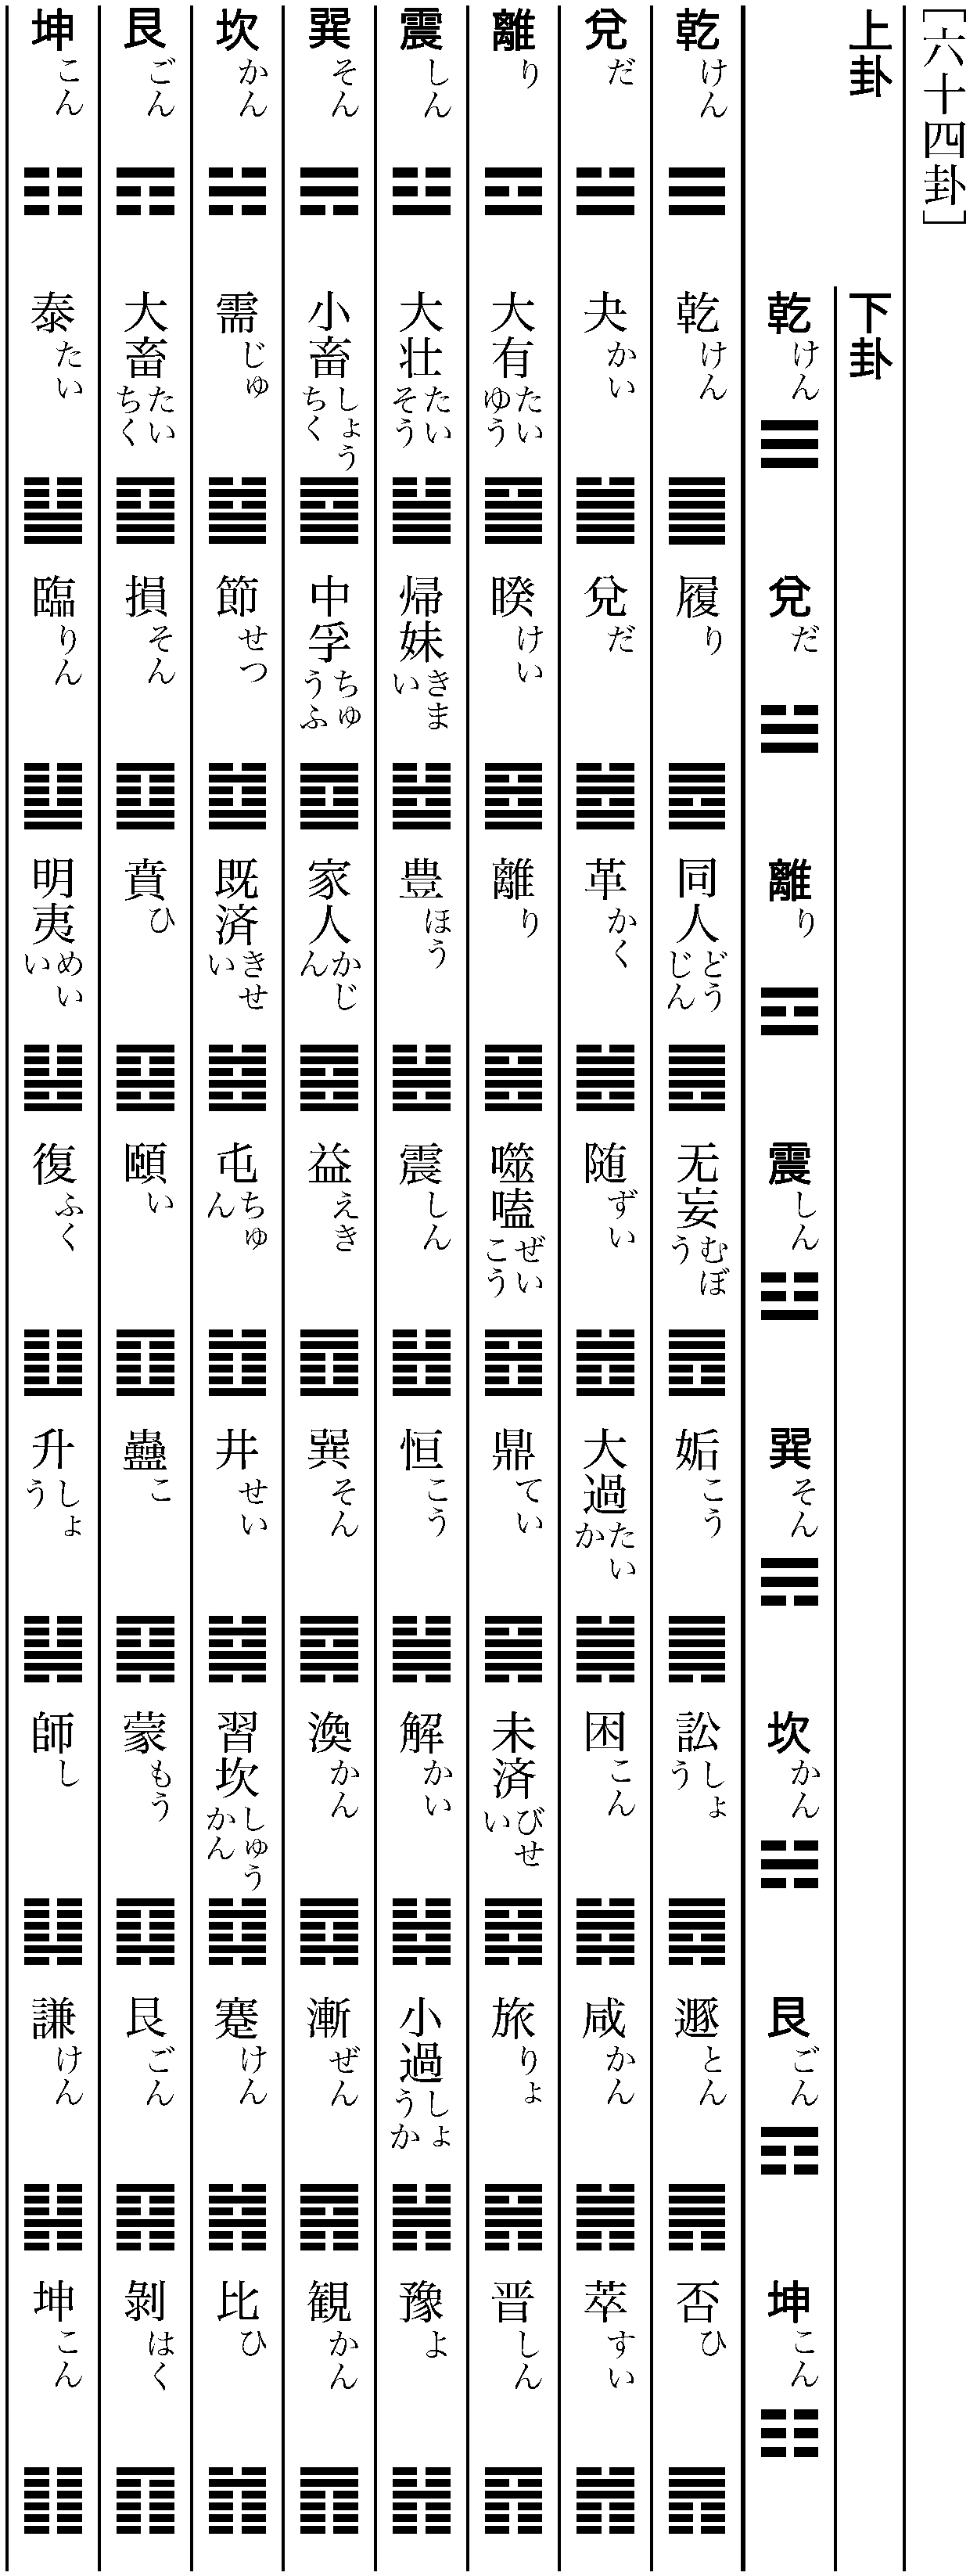 ［六十四卦］
上卦
下卦
乾けん 兌だ 離り 震しん 巽そん 坎かん 艮ごん 坤こん
乾けん 乾けん 履り 同人どうじん 无妄むぼう 姤こう 訟しょう 遯とん 否ひ
兌だ 夬かい 兌だ 革かく 随ずい 大過たいか 困こん 咸かん 萃すい
離り 大有たいゆう 睽けい 離り 噬嗑ぜいこう 鼎てい 未済びせい 旅りょ 晋しん
震しん 大壮たいそう 帰妹きまい 豊ほう 震しん 恒こう 解かい 小過しょうか 豫よ
巽そん 小畜しょうちく 中孚ちゅうふ 家人かじん 益えき 巽そん 渙かん 漸ぜん 観かん
坎かん 需じゅ 節せつ 既済きせい 屯ちゅん 井せい 習坎しゅうかん 蹇けん 比ひ
艮ごん 大畜たいちく 損そん 賁ひ 頤い 蠱こ 蒙もう 艮ごん 剝はく
坤こん 泰たい 臨りん 明夷めいい 復ふく 升しょう 師し 謙けん 坤こん